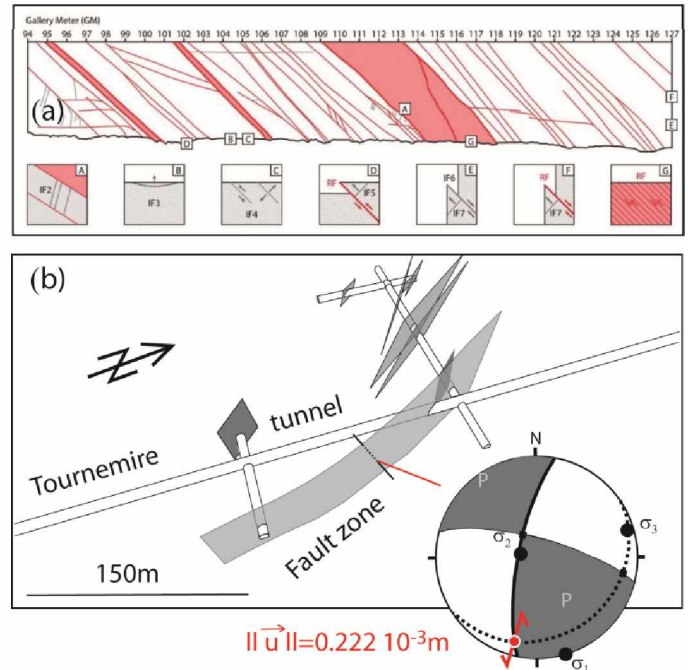 (a)
Gallery Meter (GM)
94 95 96 97 98 99 100 101 102 103 104 105 106 107 108 109 110 111 112 113 114 115 116 117 118 119 120 121 122 123 124 125 126 127
A
F
E
D B C G
A B C D E F G
IF2 IF3 IF4 RF IF5 IF6 IF7 RF IF7 RF
(b)
N
Tournemire tunnel
Fault zone
150m
N
P
σ3
σ2
P
σ1
|| u || = 0.222 10⁻³m